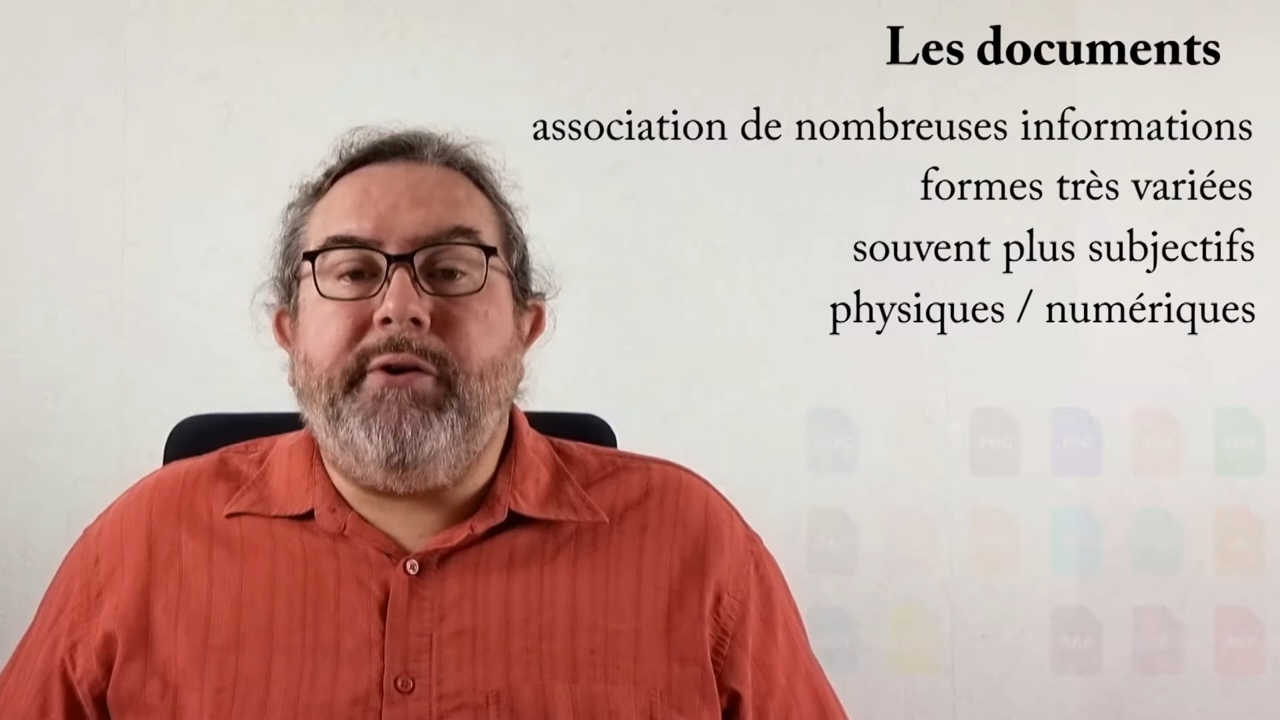 Les documents
association de nombreuses informations
formes très variées
souvent plus subjectifs
physiques / numériques